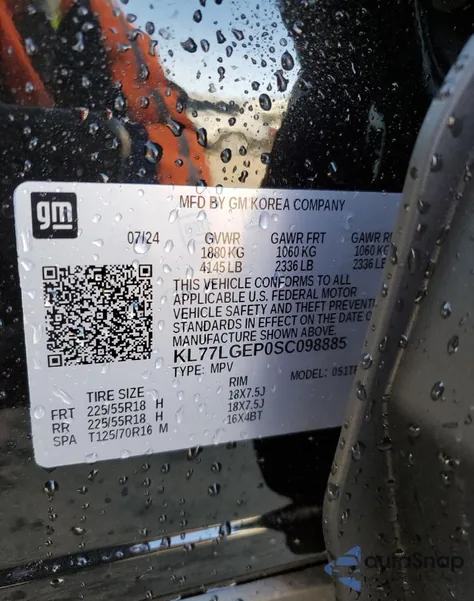 gm
MFD BY GM KOREA COMPANY
07/24 GVWR GAWR FRT GAWR
1880 KG 1060 KG 1060 KG
4145 LB 2336 LB 2336 LB
THIS VEHICLE CONFORMS TO ALL
APPLICABLE U.S. FEDERAL MOTOR
VEHICLE SAFETY AND THEFT
STANDARDS IN EFFECT ON THE DATE
MANUFACTURE SHOWN ABOVE.
KL77LGEP0SC098885
TYPE: MPV MODEL:
TIRE SIZE RIM
FRT 225/55R18 H 18X7.5J
RR 225/55R18 H 18X7.5J
SPA T125/70R16 M 16X4BT
autoSnap